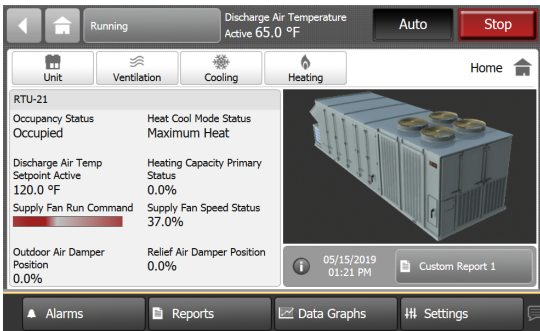 Running
Discharge Air Temperature
Active 65.0 °F
Auto
Stop
Unit
Ventilation
Cooling
Heating
Home
RTU-21
Occupancy Status
Occupied
Heat Cool Mode Status
Maximum Heat
Discharge Air Temp
Setpoint Active
120.0 °F
Heating Capacity Primary
Status
0.0%
Supply Fan Run Command
Supply Fan Speed Status
37.0%
Outdoor Air Damper
Position
0.0%
Relief Air Damper Position
0.0%
05/15/2019
01:21 PM
Custom Report 1
Alarms
Reports
Data Graphs
Settings